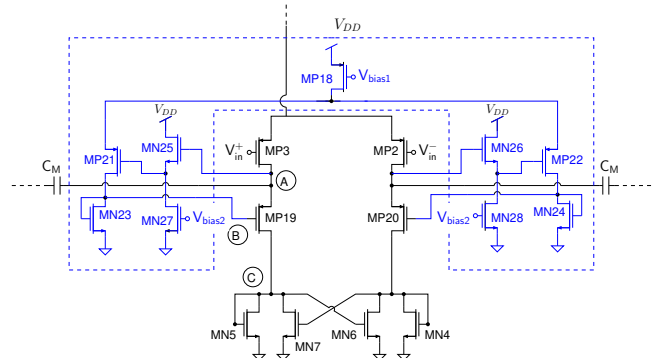 V_DD
MP18
V_bias1
V_DD
V_DD
MP21
MN25
V_in^+
MP3
MP2
V_in^-
MN26
MP22
C_M
A
C_M
MN23
MN27
V_bias2
B
MP19
MP20
V_bias2
MN28
MN24
C
MN5
MN7
MN6
MN4